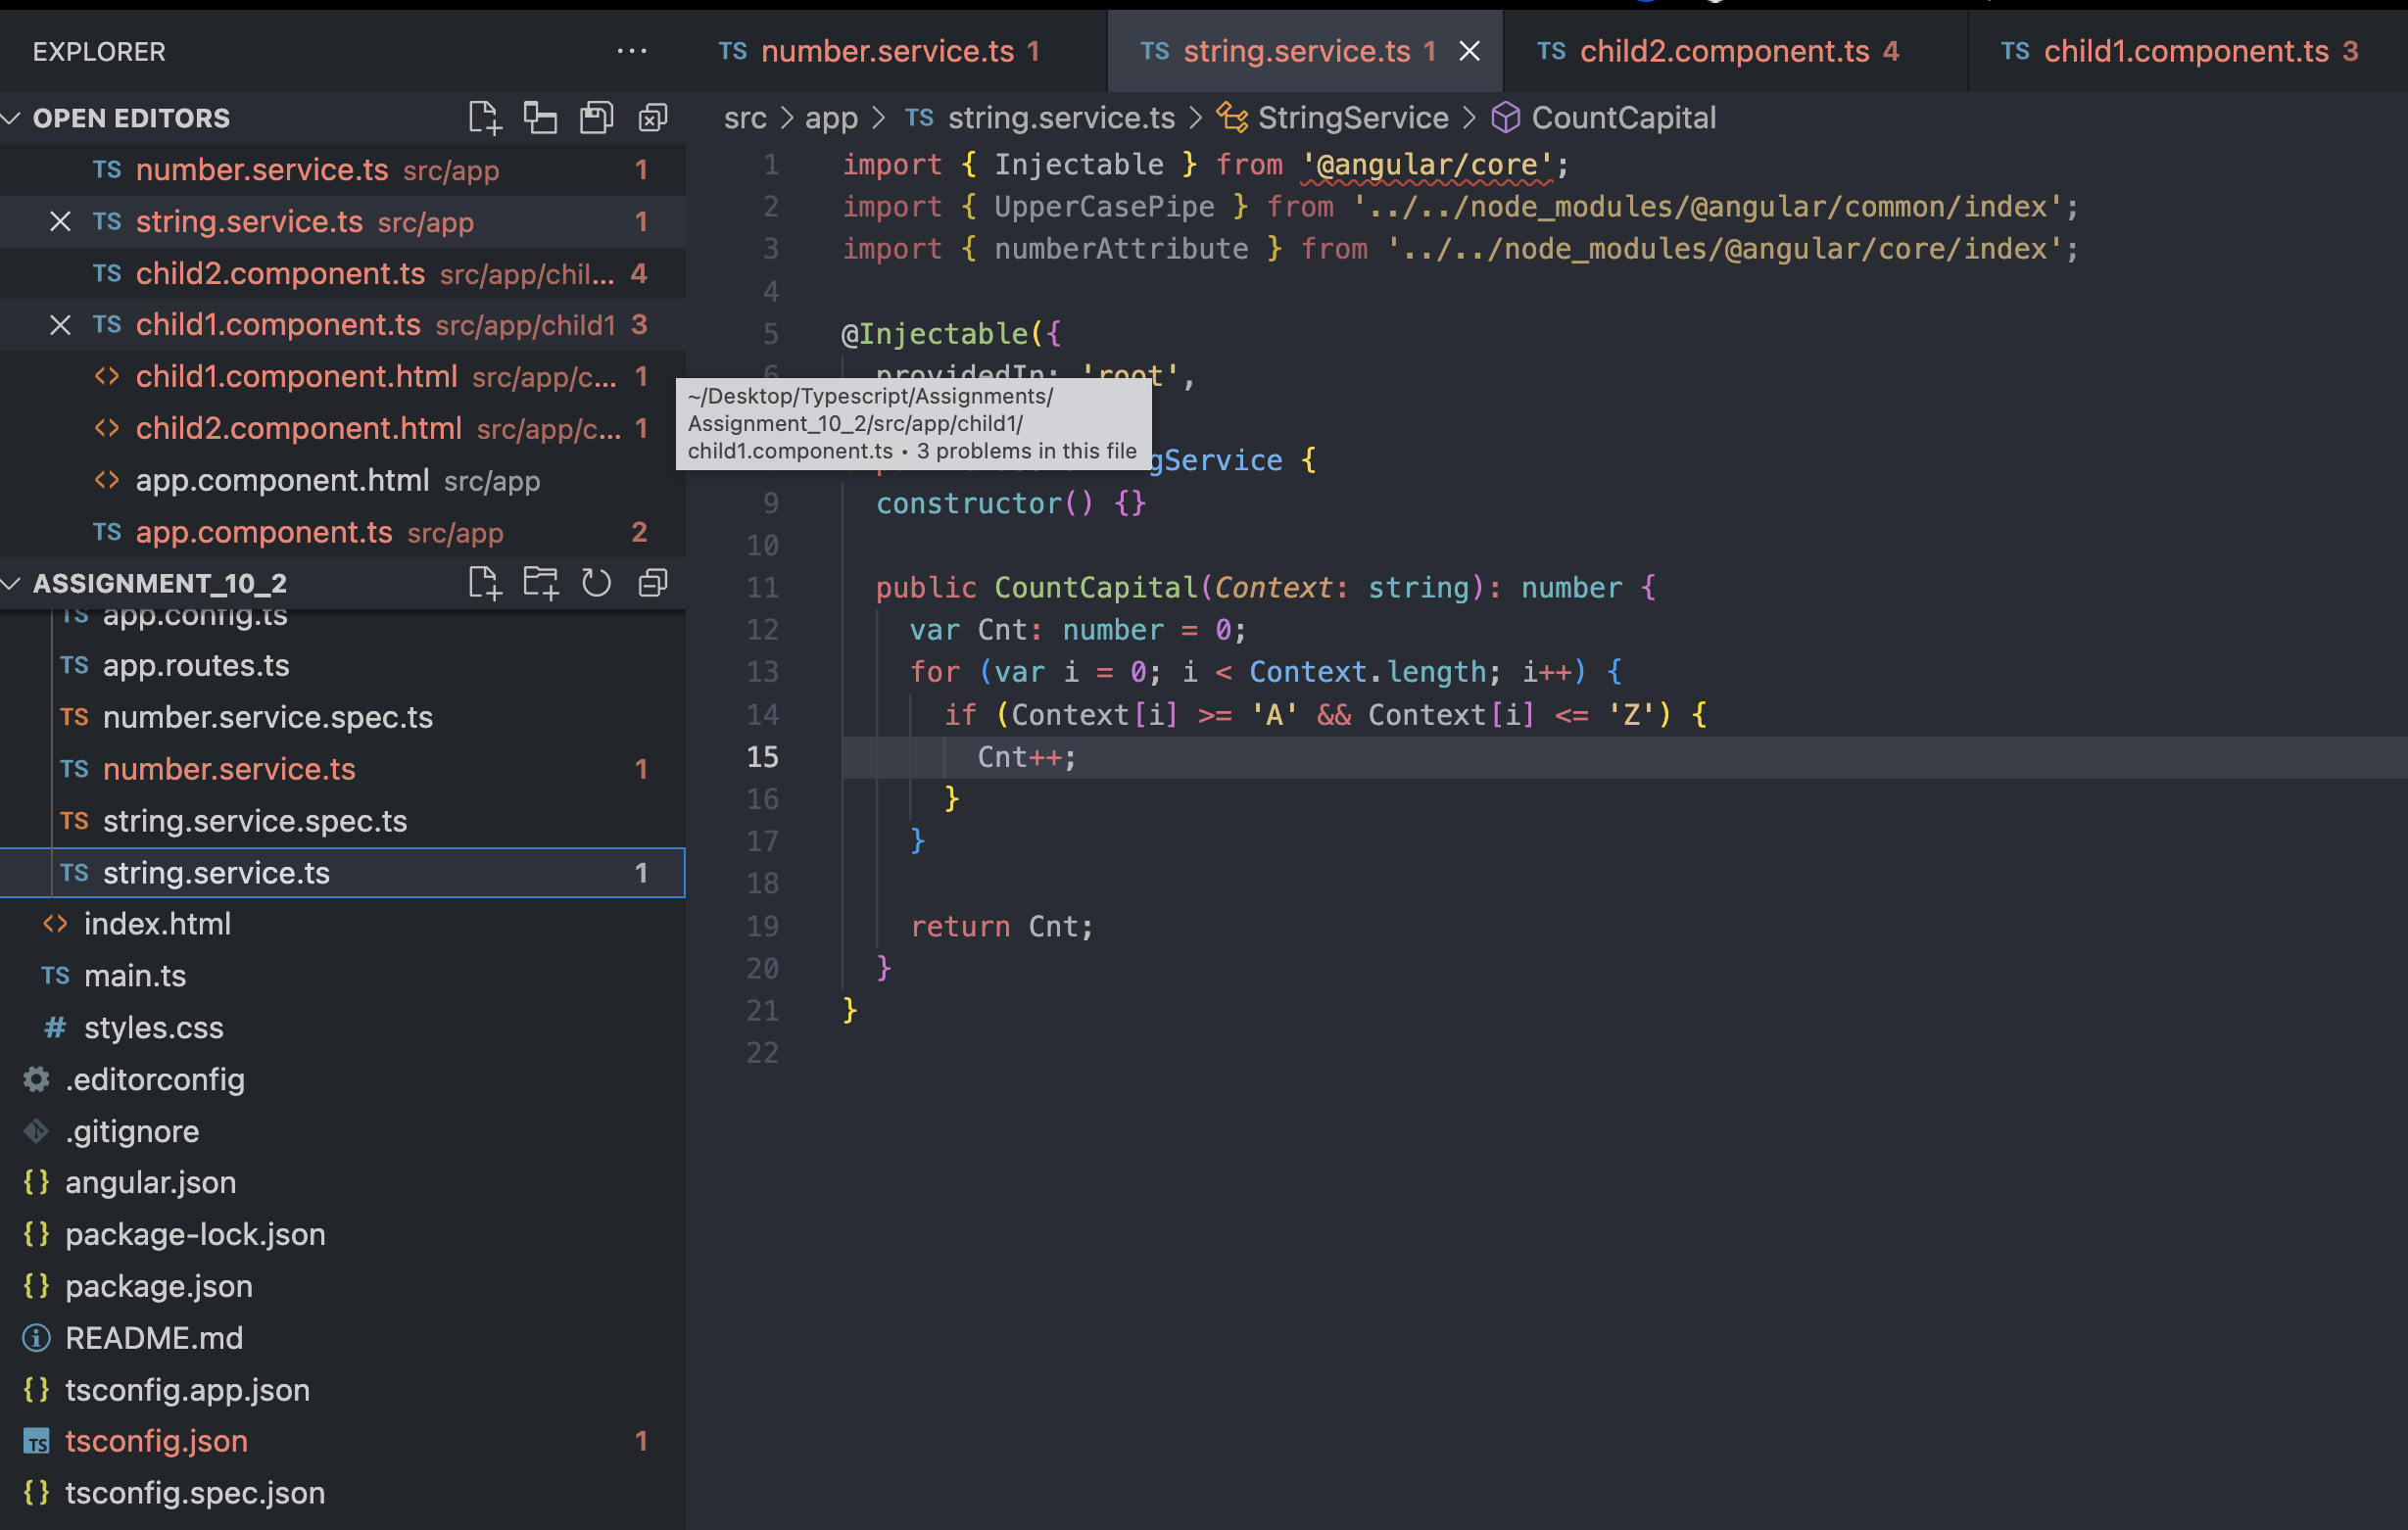 EXPLORER
OPEN EDITORS
TS number.service.ts src/app 1
TS string.service.ts src/app 1
TS child2.component.ts src/app/chil... 4
TS child1.component.ts src/app/child1 3
<> child1.component.html src/app/c... 1
<> child2.component.html src/app/c... 1
<> app.component.html src/app
TS app.component.ts src/app 2
ASSIGNMENT_10_2
TS app.config.ts
TS app.routes.ts
TS number.service.spec.ts
TS number.service.ts 1
TS string.service.spec.ts
TS string.service.ts 1
<> index.html
TS main.ts
# styles.css
.editorconfig
.gitignore
{} angular.json
{} package-lock.json
{} package.json
README.md
{} tsconfig.app.json
TS tsconfig.json 1
{} tsconfig.spec.json
TS number.service.ts 1
TS string.service.ts 1
TS child2.component.ts 4
TS child1.component.ts 3
src > app > TS string.service.ts > StringService > CountCapital
1 import { Injectable } from '@angular/core';
2 import { UpperCasePipe } from '../../node_modules/@angular/common/index';
3 import { numberAttribute } from '../../node_modules/@angular/core/index';
4
5 @Injectable({
6 providedIn: 'root',
~/Desktop/Typescript/Assignments/
Assignment_10_2/src/app/child1/
child1.component.ts • 3 problems in this file
gService {
9 constructor() {}
10
11 public CountCapital(Context: string): number {
12 var Cnt: number = 0;
13 for (var i = 0; i < Context.length; i++) {
14 if (Context[i] >= 'A' && Context[i] <= 'Z') {
15 Cnt++;
16 }
17 }
18
19 return Cnt;
20 }
21 }
22